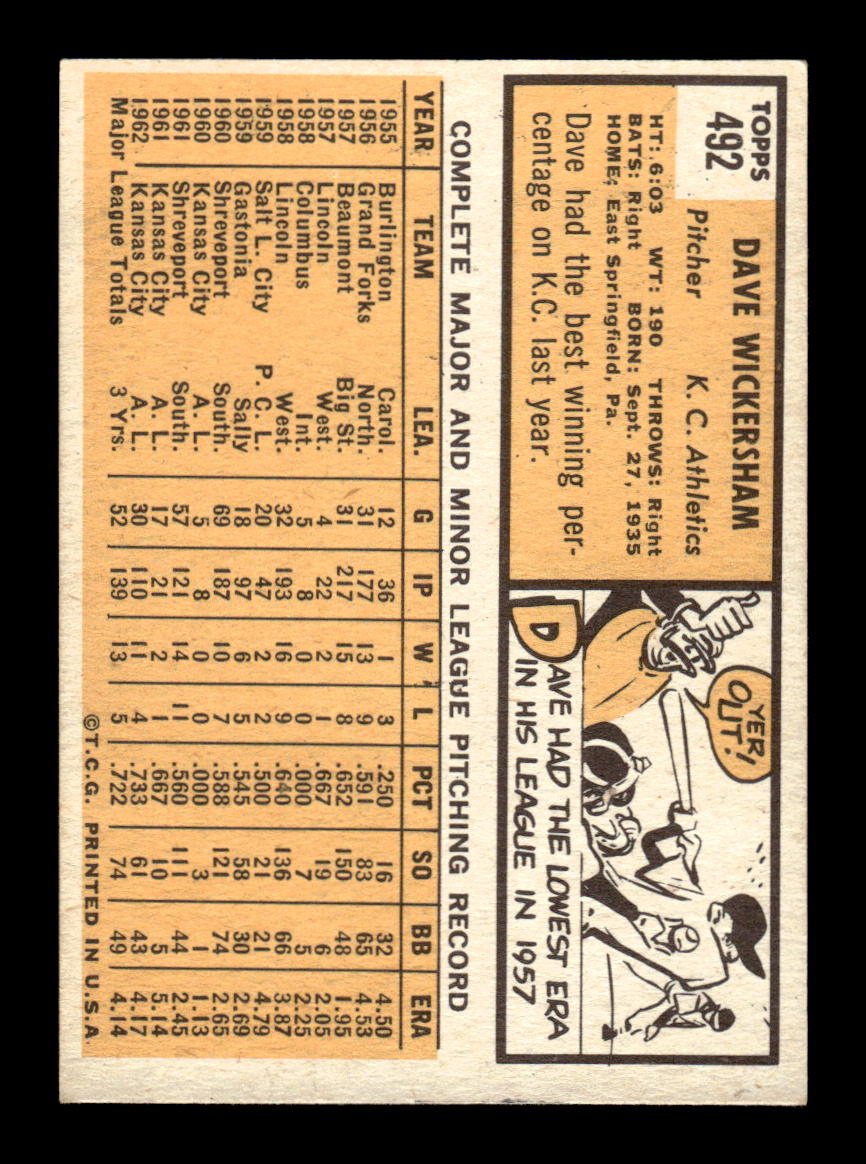 TOPPS
492
DAVE WICKERSHAM
Pitcher K. C. Athletics
HT: 6:03 WT: 190 THROWS: Right
BATS: Right BORN: Sept. 27, 1935
HOME: East Springfield, Pa.
Dave had the best winning per-
centage on K.C. last year.
YER!
OUT!
DAVE HAD THE LOWEST ERA
IN HIS LEAGUE IN 1957
COMPLETE MAJOR AND MINOR LEAGUE PITCHING RECORD
YEAR TEAM LEA. G IP W L PCT SO BB ERA
1955 Burlington Carol. 12 36 1 3 .250 16 32 4.50
1956 Grand Forks North. 31 177 13 9 .591 83 65 4.53
1957 Beaumont Big St. 31 217 15 8 .652 150 48 1.95
1957 Lincoln West. 4 22 2 1 .667 19 6 2.05
1958 Columbus Int. 5 8 0 0 .000 7 5 2.25
1958 Lincoln West. 32 193 16 9 .640 136 66 3.87
1959 Salt L. City P. C. L. 20 47 2 2 .500 21 21 4.79
1959 Gastonia Sally 18 97 6 5 .545 58 30 2.69
1960 Shreveport South. 69 187 10 7 .588 121 74 2.65
1960 Kansas City A. L. 5 8 0 0 .000 3 1 1.13
1961 Shreveport South. 57 121 14 11 .560 111 44 2.45
1961 Kansas City A. L. 17 21 2 1 .667 10 5 5.14
1962 Kansas City A. L. 30 110 11 4 .733 61 43 4.17
Major League Totals 3 Yrs. 52 139 13 5 .722 74 49 4.14
©T.C.G. PRINTED IN U.S.A.